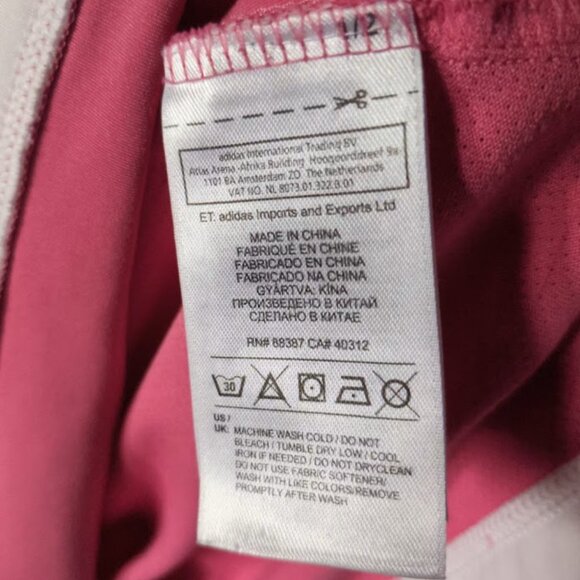 1/2
adidas International Trading BV
Atlas Arena -Afrika Building Hoogoorddreef 9a
1101 BA Amsterdam ZO The Netherlands
VAT NO. NL 8073.01.322.B.01
ET: adidas Imports and Exports Ltd
MADE IN CHINA
FABRIQUÉ EN CHINE
FABRICADO EN CHINA
FABRICADO NA CHINA
GYÁRTVA: KÍNA
ПРОИЗВЕДЕНО В КИТАЙ
СДЕЛАНО В КИТАЕ
RN# 88387 CA# 40312
30
US /
UK: MACHINE WASH COLD / DO NOT
BLEACH / TUMBLE DRY LOW / COOL
IRON IF NEEDED / DO NOT DRYCLEAN
DO NOT USE FABRIC SOFTENER/
WASH WITH LIKE COLORS/REMOVE
PROMPTLY AFTER WASH